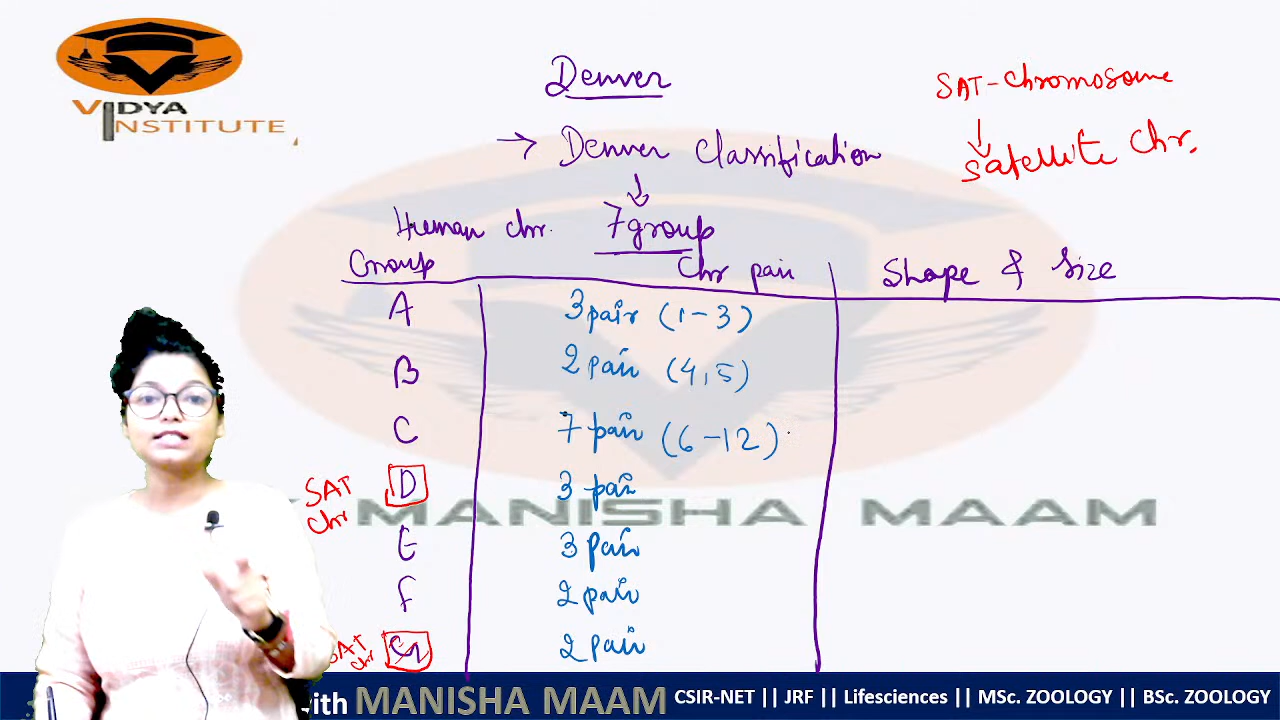 VIDYA
INSTITUTE
Denver
SAT-Chromosome
→ Denver Classification
↓
Satellite Chr.
↓
Human chr. 7 group
Group Chr pair Shape & Size
A 3 pair (1-3)
B 2 pair (4,5)
C 7 pair (6-12)
SAT Chr D 3 pair
E 3 pair
F 2 pair
SAT chr G 2 pair
MANISHA MAAM
with MANISHA MAAM CSIR-NET || JRF || Lifesciences || MSc. ZOOLOGY || BSc. ZOOLOGY